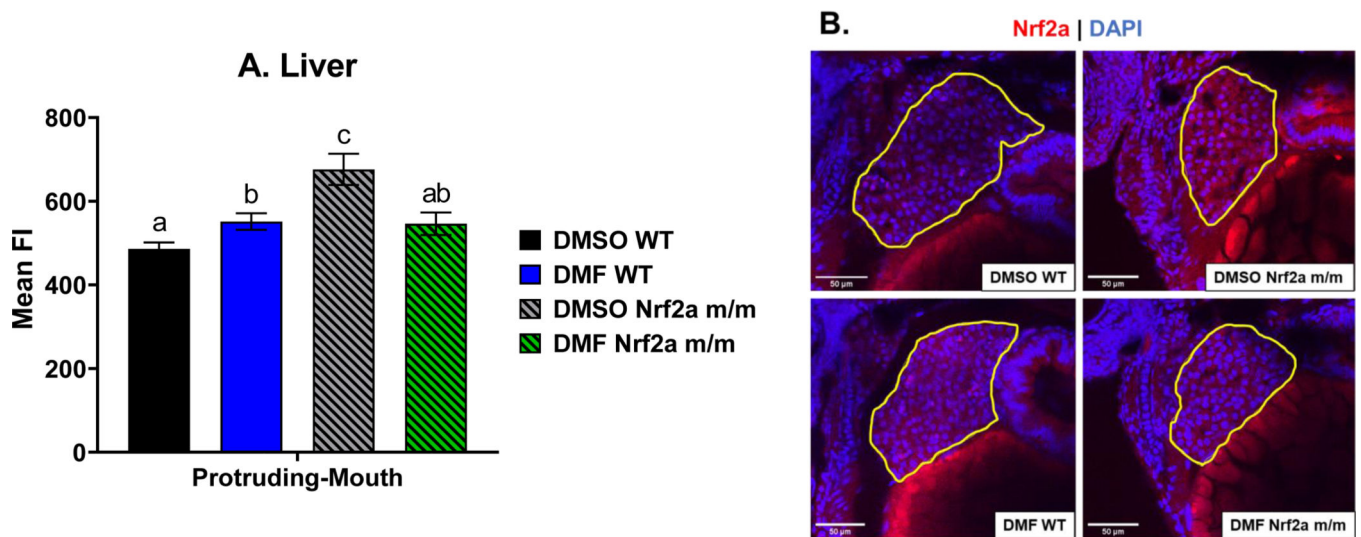 A. Liver
800
600
400
200
0
Mean FI
a
b
c
ab
Protruding-Mouth
DMSO WT
DMF WT
DMSO Nrf2a m/m
DMF Nrf2a m/m
B.
Nrf2a | DAPI
50 µm
DMSO WT
50 µm
DMSO Nrf2a m/m
50 µm
DMF WT
50 µm
DMF Nrf2a m/m